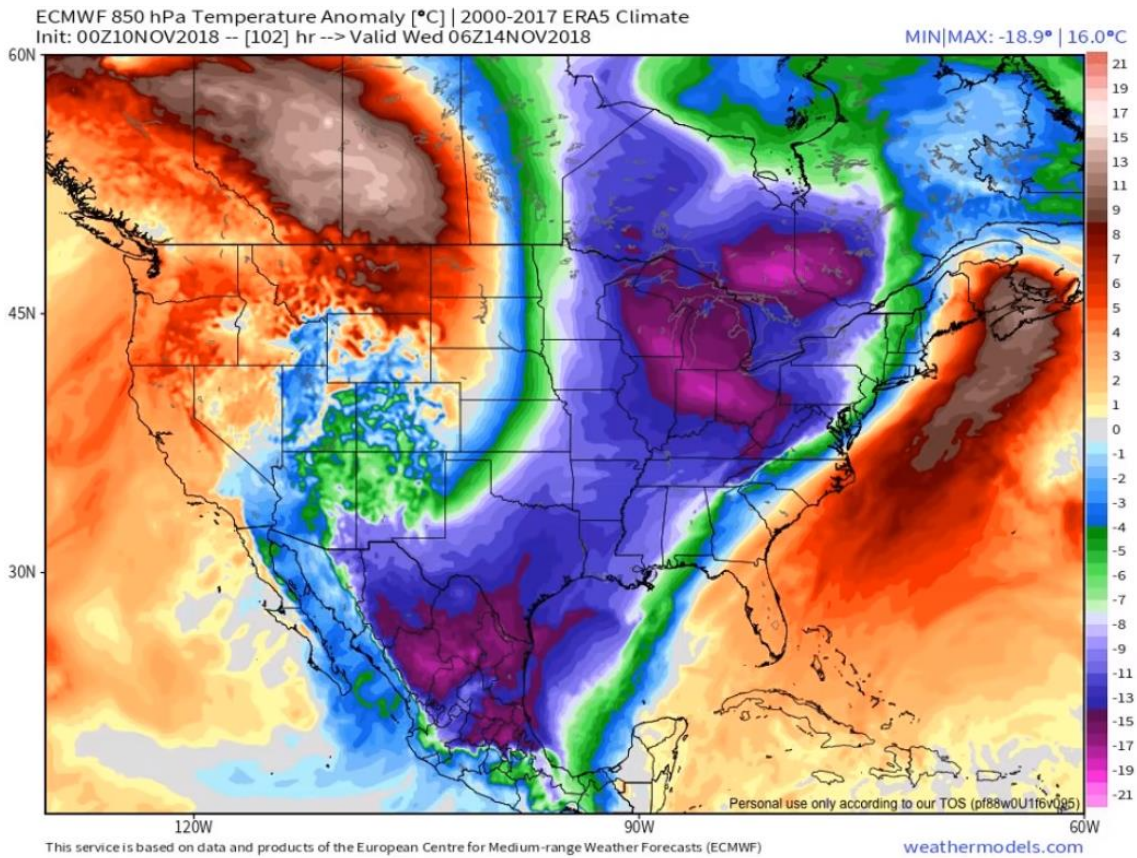 ECMWF 850 hPa Temperature Anomaly [°C] | 2000-2017 ERA5 Climate
Init: 00Z10NOV2018 -- [102] hr --> Valid Wed 06Z14NOV2018
MIN|MAX: -18.9° | 16.0°C
60N
45N
30N
21
19
17
15
13
11
9
8
7
6
5
4
3
2
1
0
-1
-2
-3
-4
-5
-6
-7
-8
-9
-11
-13
-15
-17
-19
-21
Personal use only according to our TOS (pf88w0U1f6v095)
120W
90W
60W
This service is based on data and products of the European Centre for Medium-range Weather Forecasts (ECMWF)
weathermodels.com